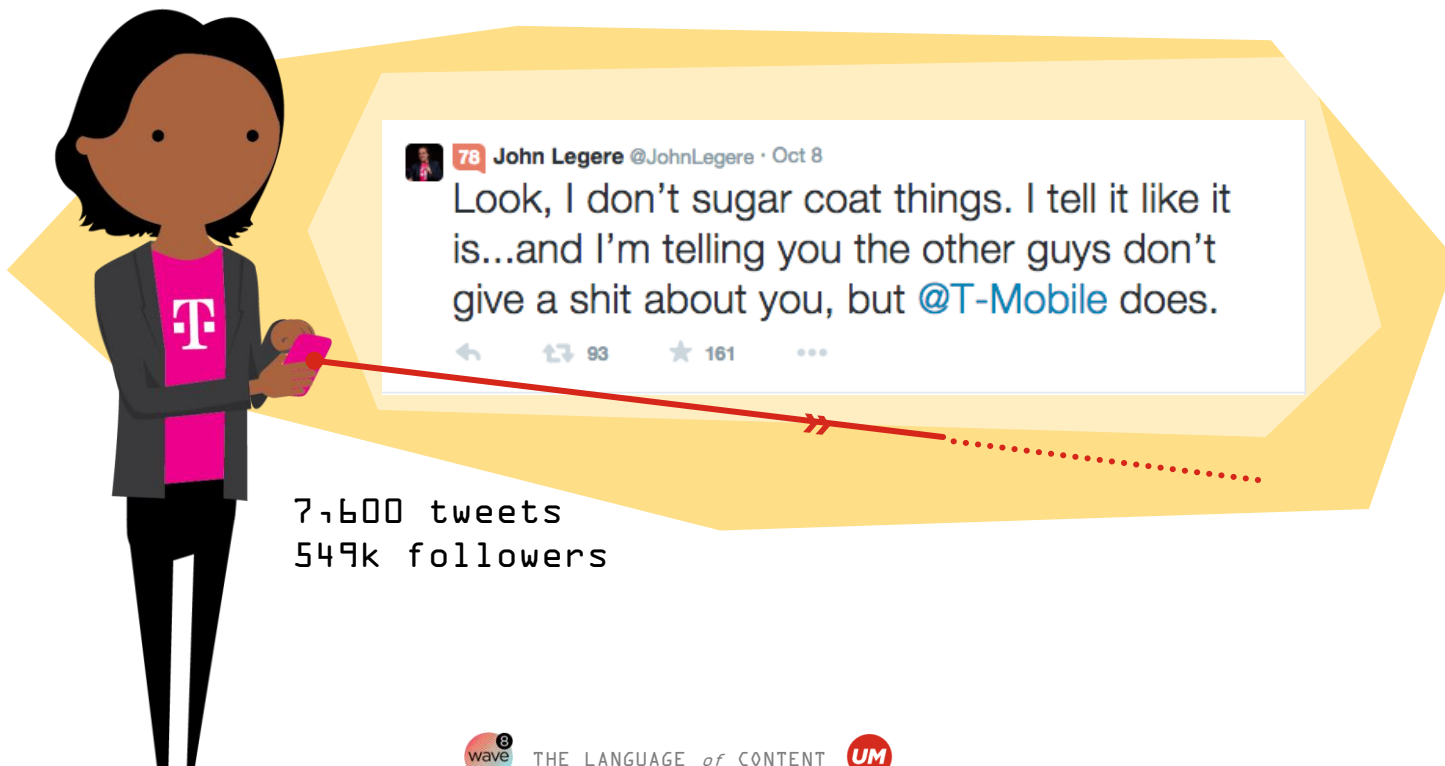 78 John Legere @JohnLegere · Oct 8
Look, I don't sugar coat things. I tell it like it
is...and I'm telling you the other guys don't
give a shit about you, but @T-Mobile does.
93 161
T
7,600 tweets
549k followers
wave 8 THE LANGUAGE of CONTENT UM